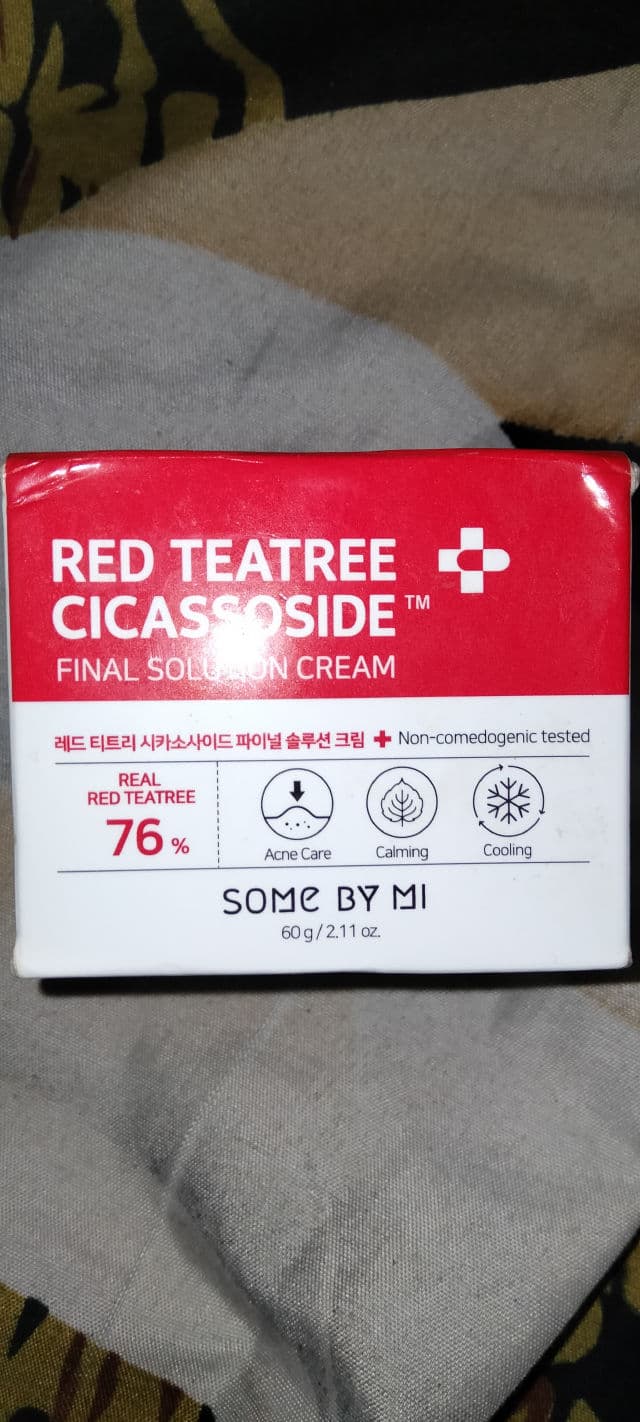 RED TEATREE
CICASSOSIDE™
FINAL SOLUTION CREAM
레드 티트리 시카소사이드 파이널 솔루션 크림 + Non-comedogenic tested
REAL
RED TEATREE
76 %
Acne Care
Calming
Cooling
SOME BY MI
60 g / 2.11 oz.